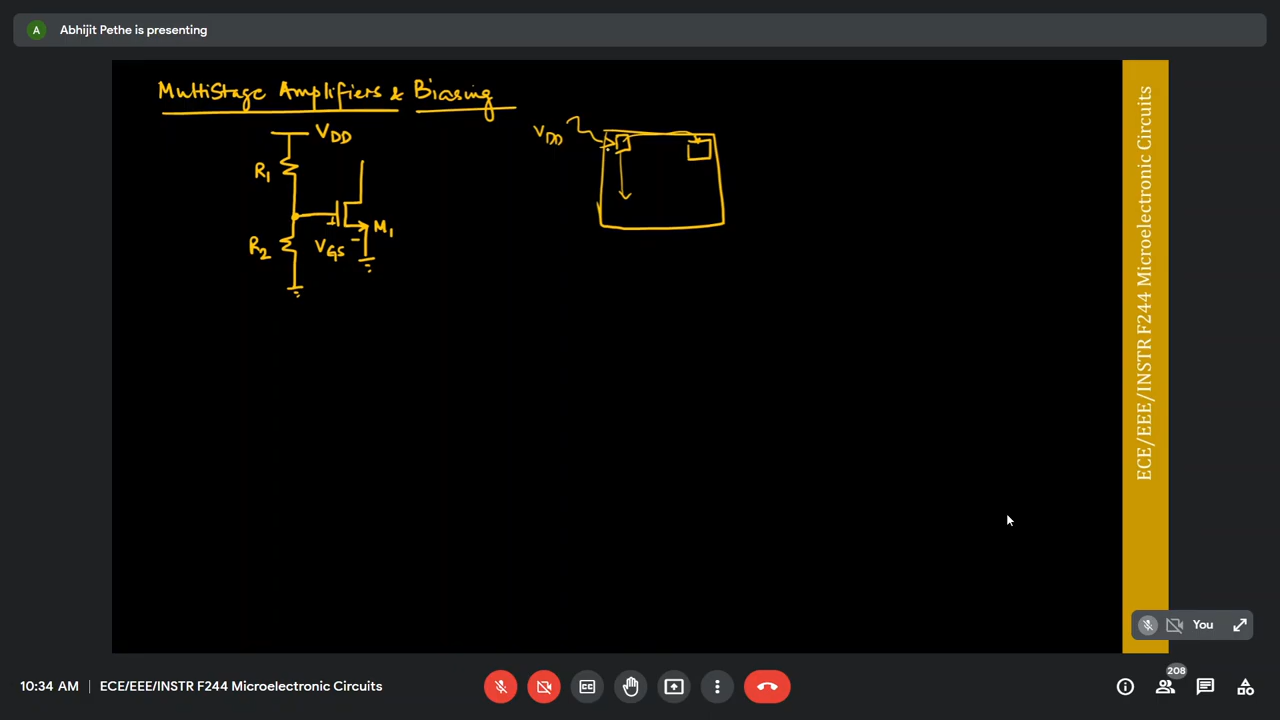 A
Abhijit Pethe is presenting
MultiStage Amplifiers & Biasing
VDD
R1
M1
R2
VGS
VDD
ECE/EEE/INSTR F244 Microelectronic Circuits
You
10:34 AM | ECE/EEE/INSTR F244 Microelectronic Circuits
CC
208